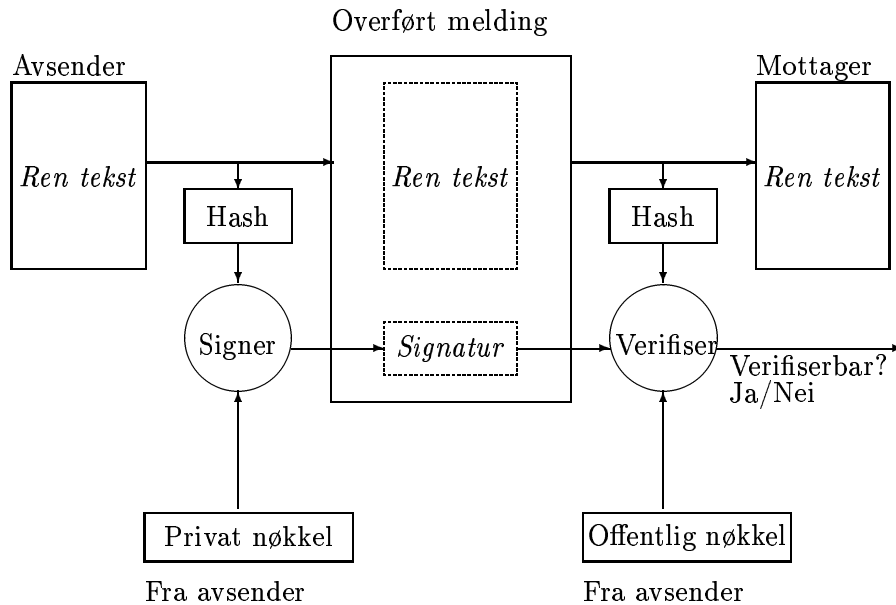 Overført melding
Avsender
Mottager
Ren tekst
Ren tekst
Ren tekst
Hash
Hash
Signer
Signatur
Verifiser
Verifiserbar?
Ja/Nei
Privat nøkkel
Offentlig nøkkel
Fra avsender
Fra avsender